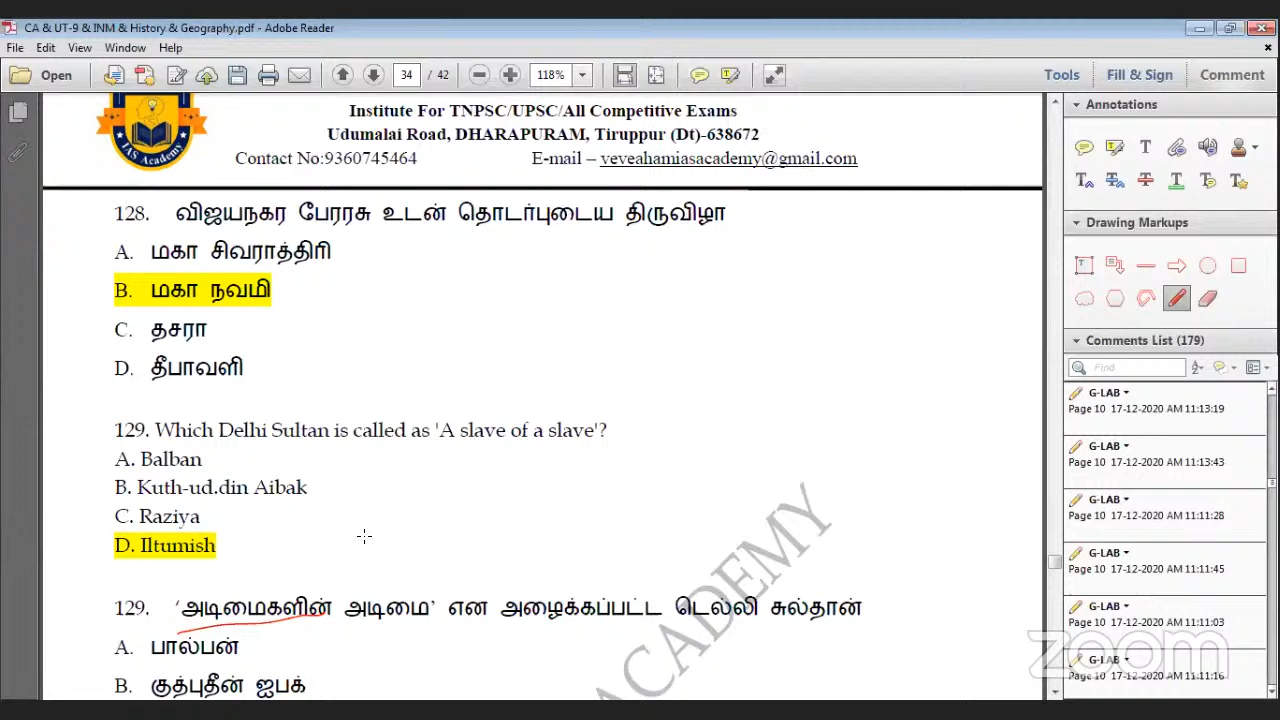 CA & UT-9 & INM & History & Geography.pdf - Adobe Reader
File Edit View Window Help
Open 34 / 42 118% Tools Fill & Sign Comment
Institute For TNPSC/UPSC/All Competitive Exams
Udumalai Road, DHARAPURAM, Tiruppur (Dt)-638672
Contact No:9360745464 E-mail – veveahamiasacademy@gmail.com
IAS Academy
128. விஜயநகர பேரரசு உடன் தொடர்புடைய திருவிழா
A. மகா சிவராத்திரி
B. மகா நவமி
C. தசரா
D. தீபாவளி
129. Which Delhi Sultan is called as 'A slave of a slave'?
A. Balban
B. Kuth-ud.din Aibak
C. Raziya
D. Iltumish
129. ‘அடிமைகளின் அடிமை’ என அழைக்கப்பட்ட டெல்லி சுல்தான்
A. பால்பன்
B. குத்புதீன் ஐபக்
ACADEMY
Annotations
Drawing Markups
Comments List (179)
Find
G-LAB
Page 10 17-12-2020 AM 11:13:19
G-LAB
Page 10 17-12-2020 AM 11:13:43
G-LAB
Page 10 17-12-2020 AM 11:11:28
G-LAB
Page 10 17-12-2020 AM 11:11:45
G-LAB
Page 10 17-12-2020 AM 11:11:03
G-LAB
Page 10 17-12-2020 AM 11:11:16
zoom